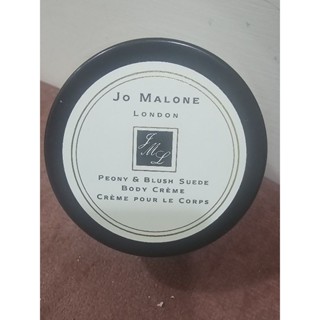 Jo Malone
London
JML
Peony & Blush Suede
Body Crème
Crème pour le Corps